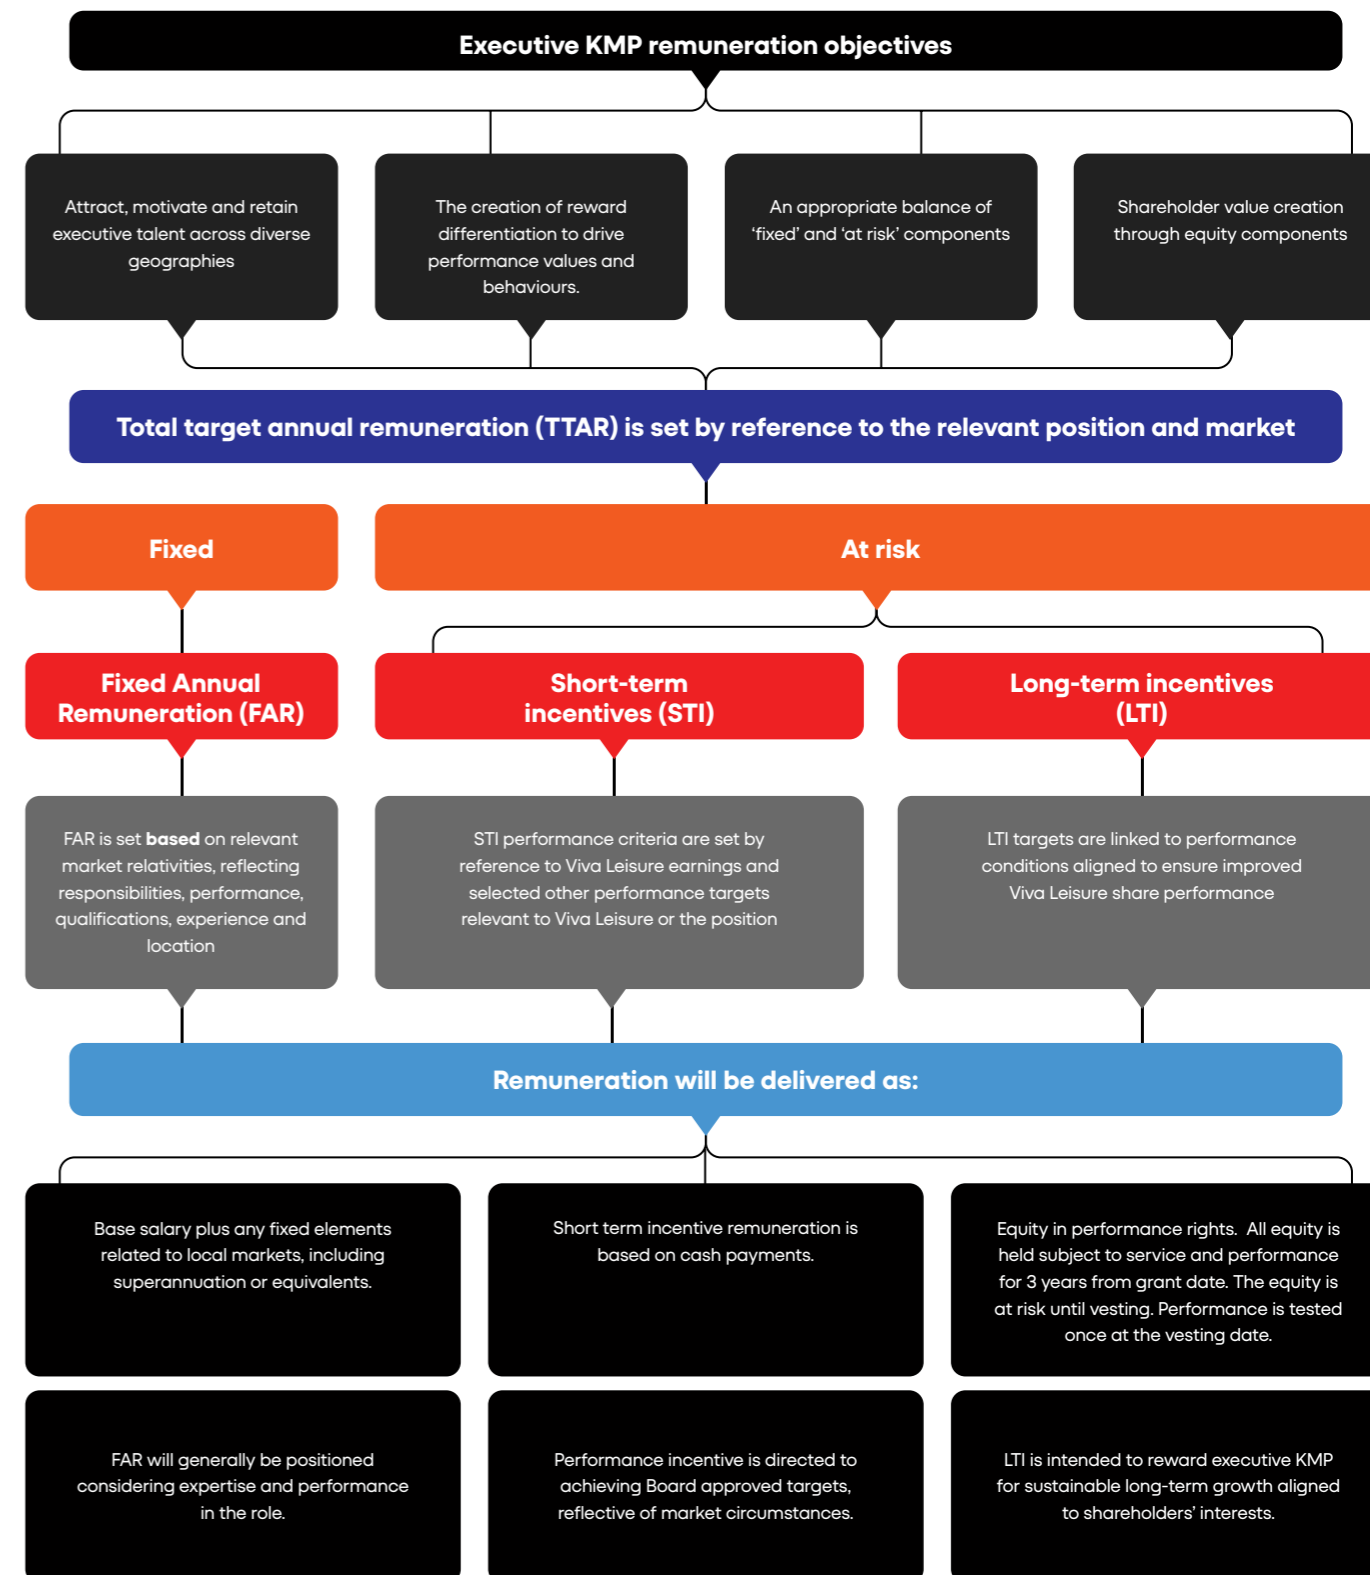 Executive KMP remuneration objectives
Attract, motivate and retain
executive talent across diverse
geographies
The creation of reward
differentiation to drive
performance values and
behaviours.
An appropriate balance of
‘fixed’ and ‘at risk’ components
Shareholder value creation
through equity components
Total target annual remuneration (TTAR) is set by reference to the relevant position and market
Fixed
At risk
Fixed Annual
Remuneration (FAR)
Short-term
incentives (STI)
Long-term incentives
(LTI)
FAR is set based on relevant
market relativities, reflecting
responsibilities, performance,
qualifications, experience and
location
STI performance criteria are set by
reference to Viva Leisure earnings and
selected other performance targets
relevant to Viva Leisure or the position
LTI targets are linked to performance
conditions aligned to ensure improved
Viva Leisure share performance
Remuneration will be delivered as:
Base salary plus any fixed elements
related to local markets, including
superannuation or equivalents.
Short term incentive remuneration is
based on cash payments.
Equity in performance rights.  All equity is
held subject to service and performance
for 3 years from grant date. The equity is
at risk until vesting. Performance is tested
once at the vesting date.
FAR will generally be positioned
considering expertise and performance
in the role.
Performance incentive is directed to
achieving Board approved targets,
reflective of market circumstances.
LTI is intended to reward executive KMP
for sustainable long-term growth aligned
to shareholders’ interests.